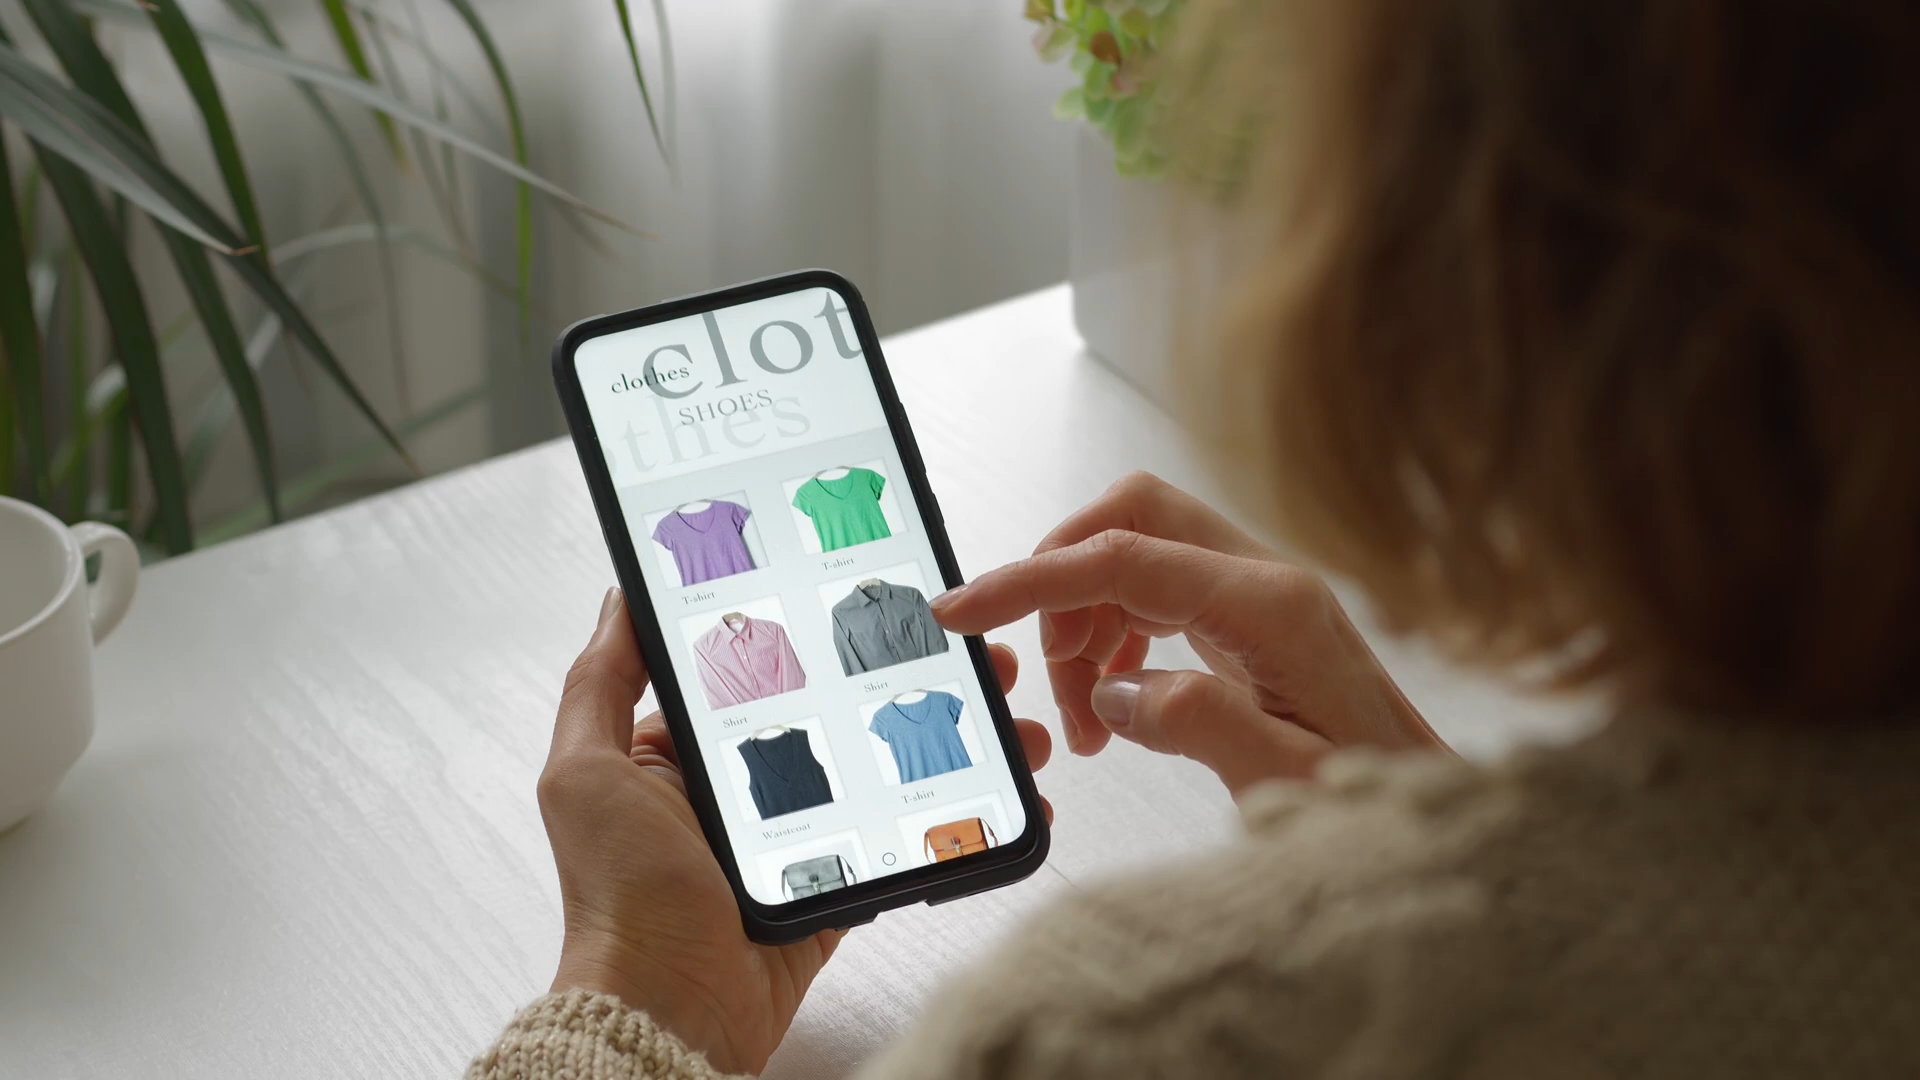 clot
clothes
SHOES
thes
T-shirt
T-shirt
Shirt
Shirt
Waistcoat
T-shirt